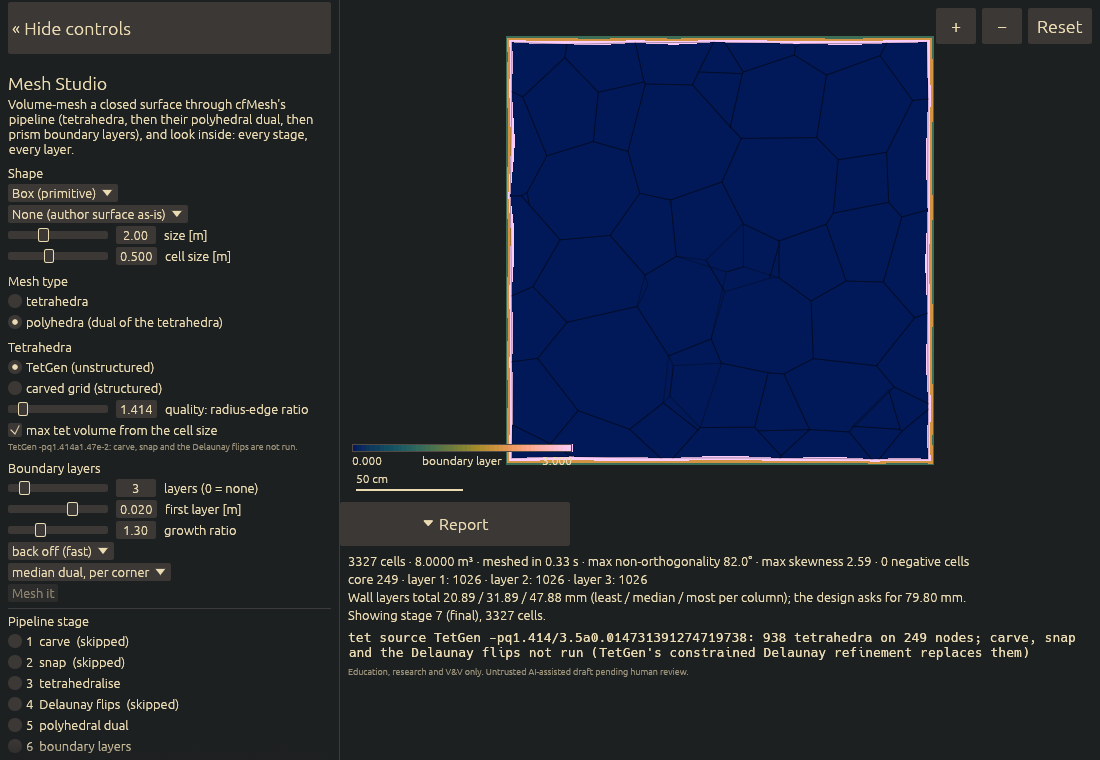 « Hide controls
+
−
Reset
Mesh Studio
Volume-mesh a closed surface through cfMesh's
pipeline (tetrahedra, then their polyhedral dual, then
prism boundary layers), and look inside: every stage,
every layer.
Shape
Box (primitive)
None (author surface as-is)
2.00 size [m]
0.500 cell size [m]
Mesh type
tetrahedra
polyhedra (dual of the tetrahedra)
Tetrahedra
TetGen (unstructured)
carved grid (structured)
1.414 quality: radius-edge ratio
max tet volume from the cell size
TetGen -pq1.414a1.47e-2: carve, snap and the Delaunay flips are not run.
Boundary layers
3 layers (0 = none)
0.020 first layer [m]
1.30 growth ratio
back off (fast)
median dual, per corner
Mesh it
Pipeline stage
1 carve (skipped)
2 snap (skipped)
3 tetrahedralise
4 Delaunay flips (skipped)
5 polyhedral dual
6 boundary layers
0.000 boundary layer 3.000
50 cm
Report
3327 cells · 8.0000 m³ · meshed in 0.33 s · max non-orthogonality 82.0° · max skewness 2.59 · 0 negative cells
core 249 · layer 1: 1026 · layer 2: 1026 · layer 3: 1026
Wall layers total 20.89 / 31.89 / 47.88 mm (least / median / most per column); the design asks for 79.80 mm.
Showing stage 7 (final), 3327 cells.
tet source TetGen -pq1.414/3.5a0.014731391274719738: 938 tetrahedra on 249 nodes; carve, snap
and the Delaunay flips not run (TetGen's constrained Delaunay refinement replaces them)
Education, research and V&V only. Untrusted AI-assisted draft pending human review.